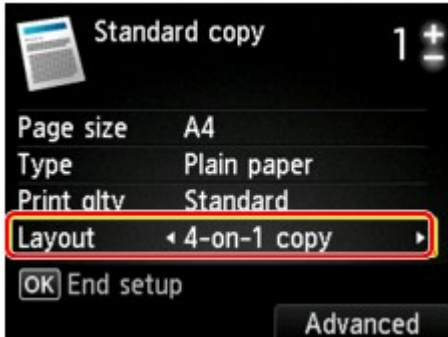 Standard copy
1 +
-
Page size A4
Type Plain paper
Print qlty Standard
Layout 4-on-1 copy
OK End setup
Advanced